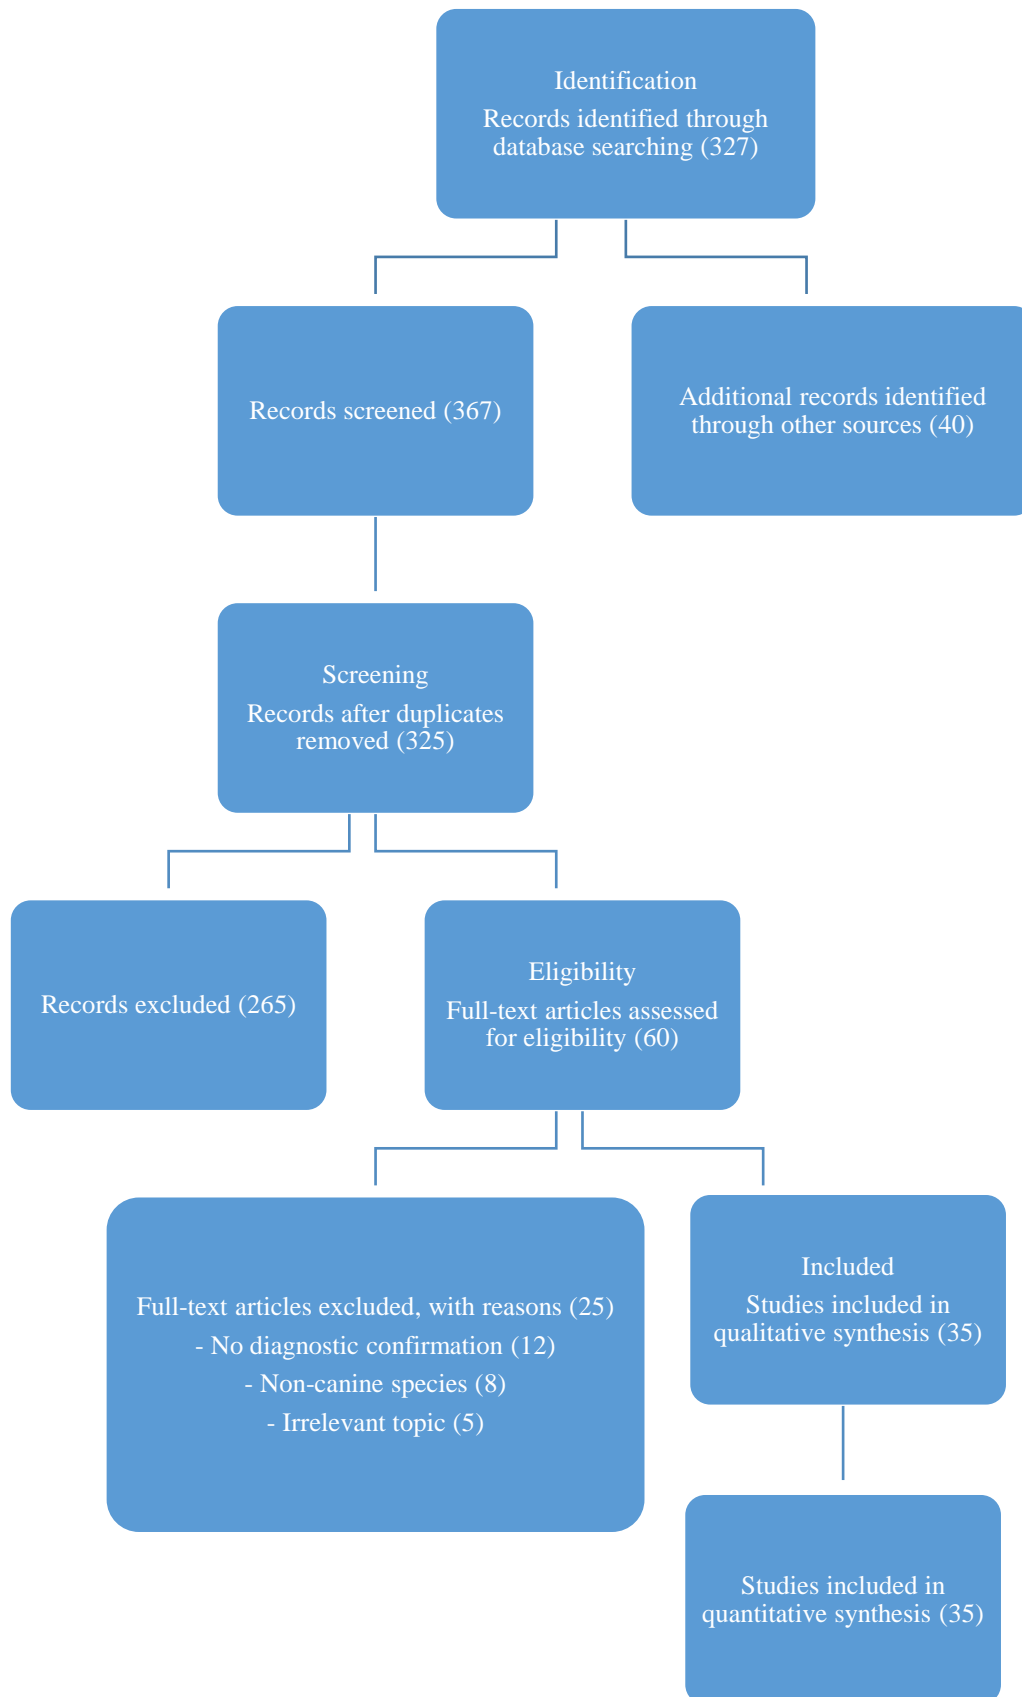 Identification
Records identified through
database searching (327)
Records screened (367)
Additional records identified
through other sources (40)
Screening
Records after duplicates
removed (325)
Records excluded (265)
Eligibility
Full-text articles assessed
for eligibility (60)
Full-text articles excluded, with reasons (25)
- No diagnostic confirmation (12)
- Non-canine species (8)
- Irrelevant topic (5)
Included
Studies included in
qualitative synthesis (35)
Studies included in
quantitative synthesis (35)